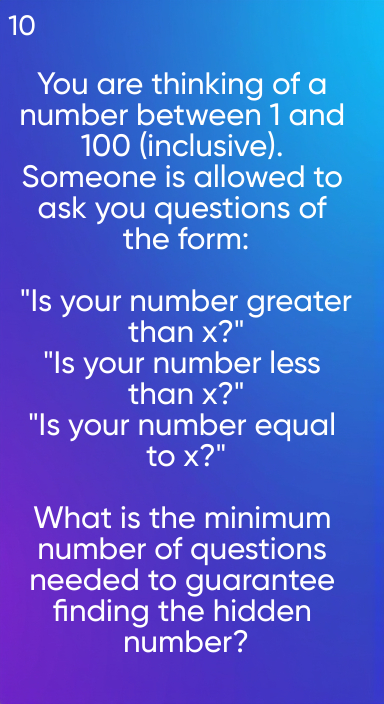 10
You are thinking of a
number between 1 and
100 (inclusive).
Someone is allowed to
ask you questions of
the form:
"Is your number greater
than x?"
"Is your number less
than x?"
"Is your number equal
to x?"
What is the minimum
number of questions
needed to guarantee
finding the hidden
number?